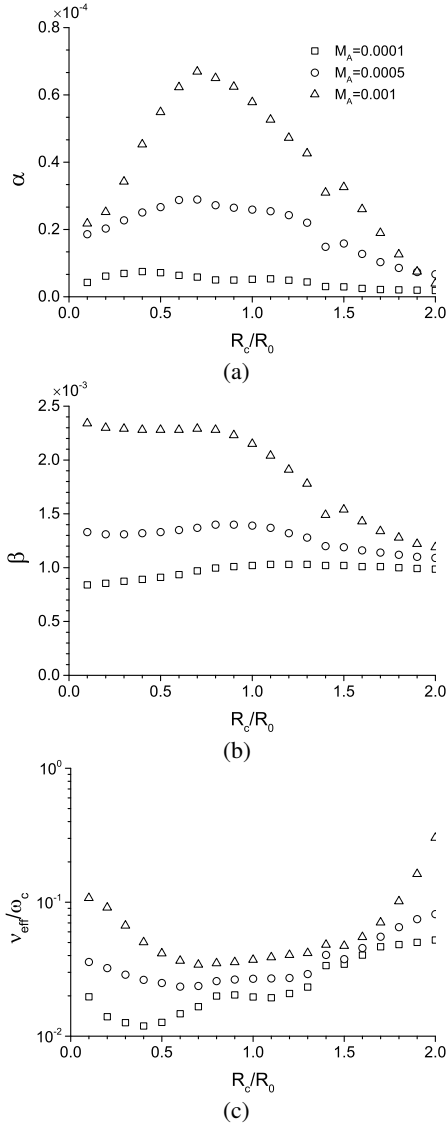 ×10⁻⁴
0.8
0.6
0.4
0.2
0.0
α
M_A=0.0001
M_A=0.0005
M_A=0.001
0.0 0.5 1.0 1.5 2.0
R_c/R_0
(a)
×10⁻³
2.5
2.0
1.5
1.0
0.5
0.0
β
0.0 0.5 1.0 1.5 2.0
R_c/R_0
(b)
10⁰
10⁻¹
10⁻²
ν_eff/ω_c
0.0 0.5 1.0 1.5 2.0
R_c/R_0
(c)